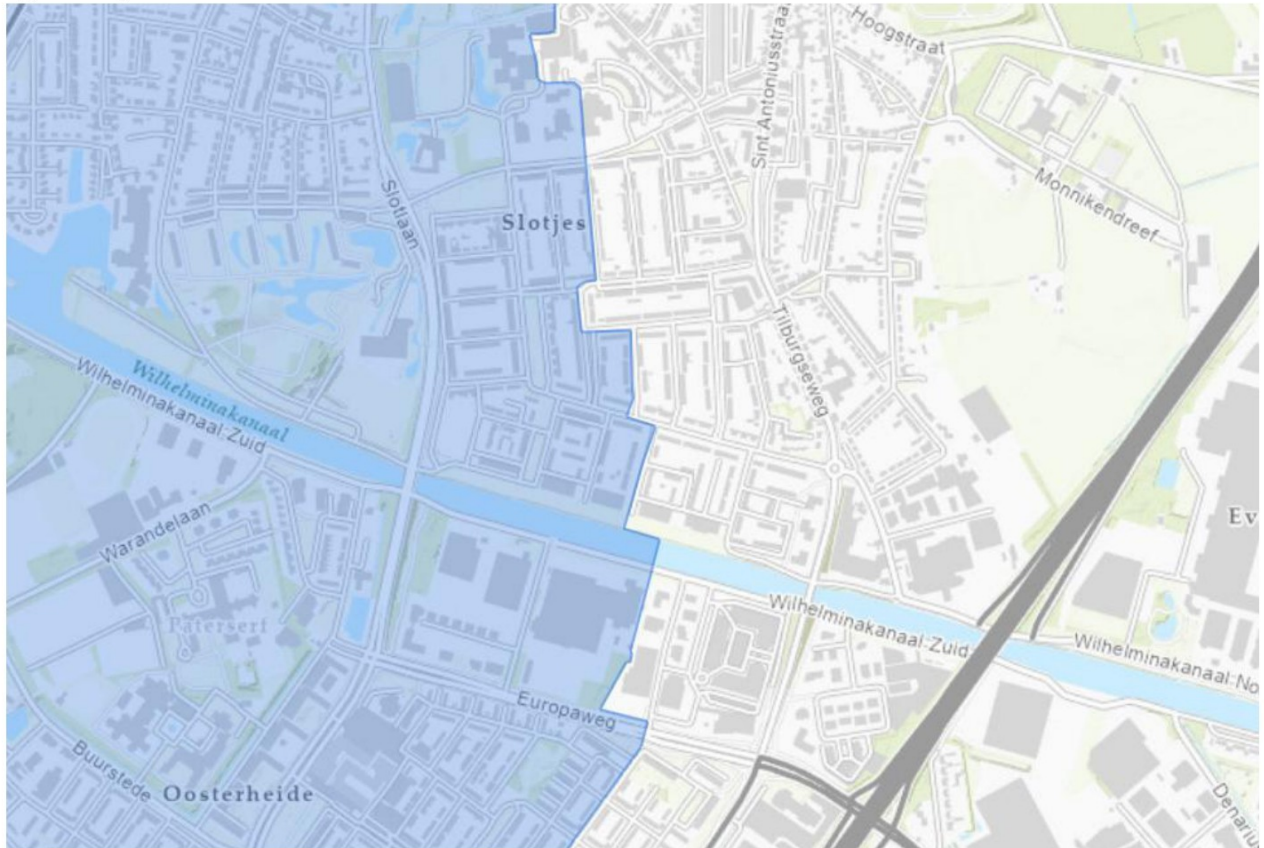 Hoogstraat
Sint Antoniusstraa
Monnikendreef
Slotlaan
Slotjes
Tilburgseweg
Wilhelminakanaal
Wilhelminakanaal-Zuid
Warandelaan
Ev
Paterserf
Wilhelminakanaal-Zuid
Wilhelminakanaal-No
Europaweg
Buurstede
Oosterheide
Denariu